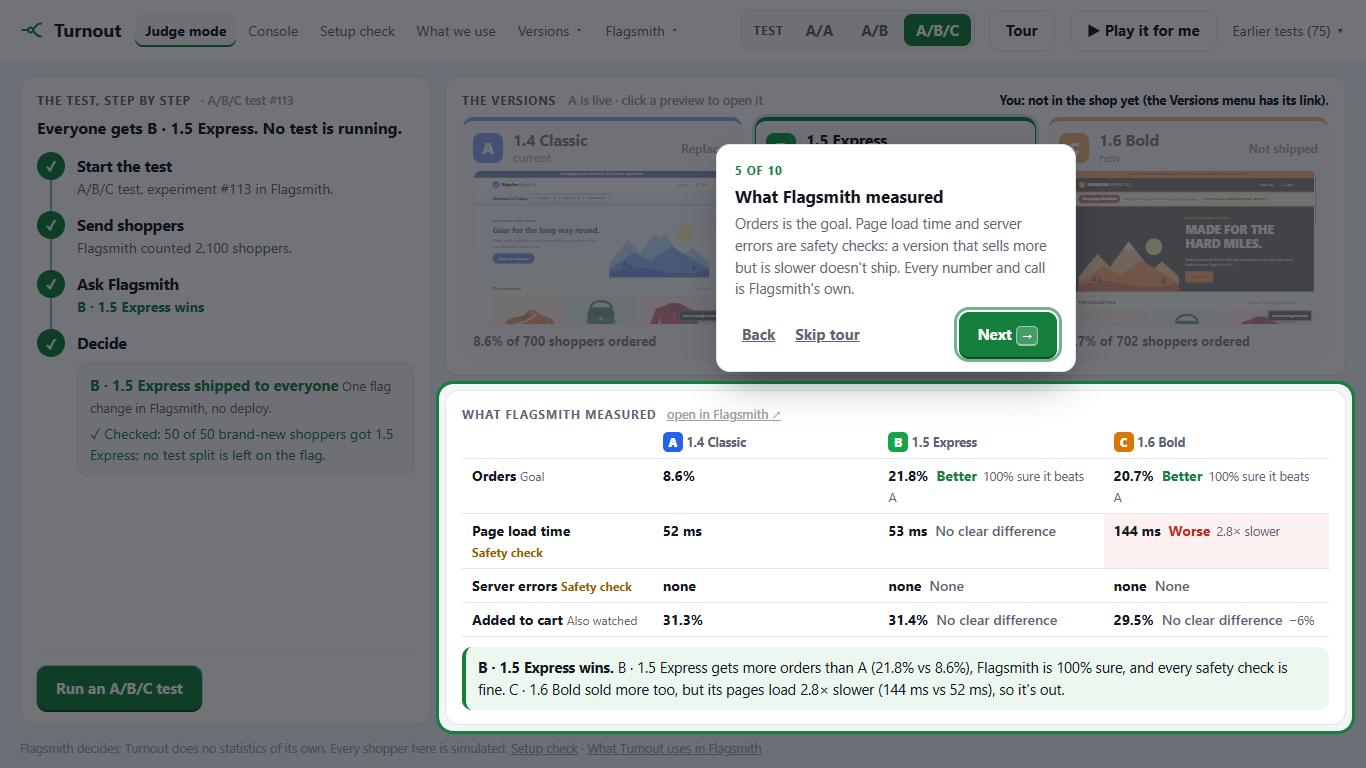 Turnout
Judge mode
Console
Setup check
What we use
Versions
Flagsmith
TEST
A/A
A/B
A/B/C
Tour
▶ Play it for me
Earlier tests (75)
THE TEST, STEP BY STEP · A/B/C test #113
Everyone gets B · 1.5 Express. No test is running.
✓ Start the test
A/B/C test, experiment #113 in Flagsmith.
✓ Send shoppers
Flagsmith counted 2,100 shoppers.
✓ Ask Flagsmith
B · 1.5 Express wins
✓ Decide
B · 1.5 Express shipped to everyone One flag
change in Flagsmith, no deploy.
✓ Checked: 50 of 50 brand-new shoppers got 1.5
Express; no test split is left on the flag.
Run an A/B/C test
THE VERSIONS A is live · click a preview to open it
You: not in the shop yet (the Versions menu has its link).
A 1.4 Classic
current
1.5 Express
C 1.6 Bold
new
Not shipped
Gear for the long way round.
MADE FOR THE
HARD MILES.
8.6% of 700 shoppers ordered
.7% of 702 shoppers ordered
5 OF 10
What Flagsmith measured
Orders is the goal. Page load time and server
errors are safety checks: a version that sells more
but is slower doesn't ship. Every number and call
is Flagsmith's own.
Back
Skip tour
Next →
WHAT FLAGSMITH MEASURED open in Flagsmith ↗
A 1.4 Classic
B 1.5 Express
C 1.6 Bold
Orders Goal
8.6%
21.8% Better 100% sure it beats
A
20.7% Better 100% sure it beats
A
Page load time
Safety check
52 ms
53 ms No clear difference
144 ms Worse 2.8× slower
Server errors Safety check
none
none None
none None
Added to cart Also watched
31.3%
31.4% No clear difference
29.5% No clear difference −6%
B · 1.5 Express wins. B · 1.5 Express gets more orders than A (21.8% vs 8.6%), Flagsmith is 100% sure, and every safety check is
fine. C · 1.6 Bold sold more too, but its pages load 2.8× slower (144 ms vs 52 ms), so it's out.
Flagsmith decides; Turnout does no statistics of its own. Every shopper here is simulated. Setup check · What Turnout uses in Flagsmith